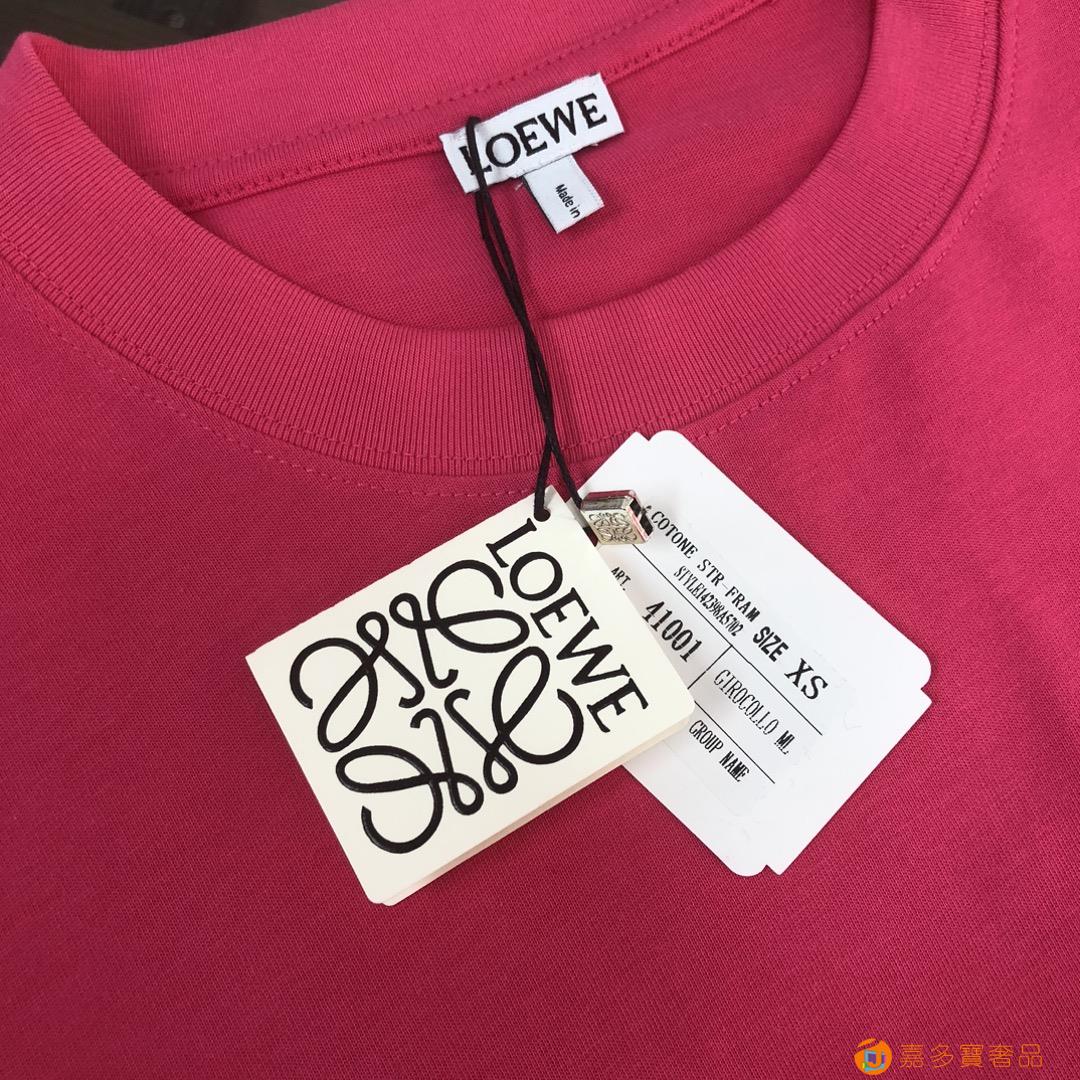 LOEWE
Made in
LOEWE
COTONE STR-FRAM
STYLE142398A5702
SIZE XS
ART. 41001
GIROCOLLO ML
GROUP NAME
嘉多寶奢品